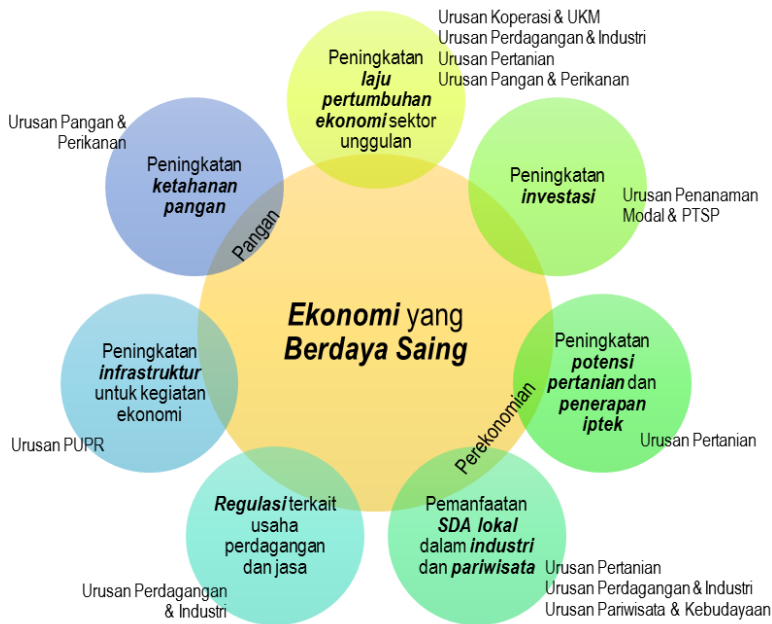 Urusan Koperasi & UKM
Urusan Perdagangan & Industri
Urusan Pertanian
Urusan Pangan & Perikanan
Peningkatan
laju
pertumbuhan
ekonomi sektor
unggulan
Urusan Pangan &
Perikanan
Peningkatan
ketahanan
pangan
Pangan
Peningkatan
investasi
Urusan Penanaman
Modal & PTSP
Ekonomi yang
Berdaya Saing
Peningkatan
infrastruktur
untuk kegiatan
ekonomi
Urusan PUPR
Peningkatan
potensi
pertanian dan
penerapan
iptek
Urusan Pertanian
Perekonomian
Regulasi terkait
usaha
perdagangan
dan jasa
Urusan Perdagangan
& Industri
Pemanfaatan
SDA lokal
dalam industri
dan pariwisata
Urusan Pertanian
Urusan Perdagangan & Industri
Urusan Pariwisata & Kebudayaan